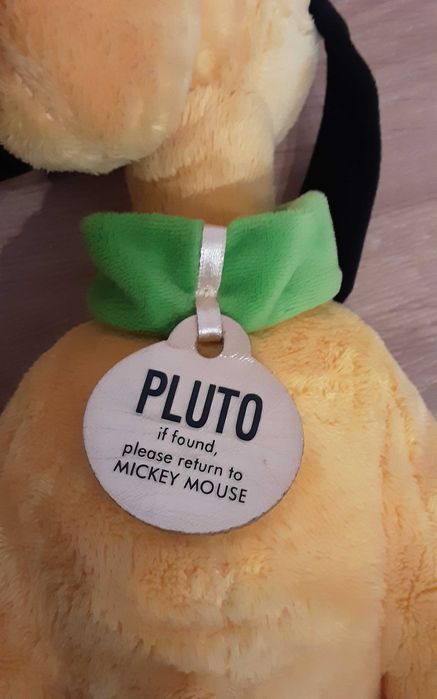 PLUTO
if found,
please return to
MICKEY MOUSE